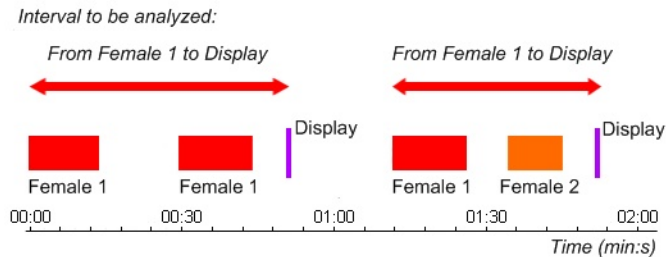 Interval to be analyzed:
From Female 1 to Display From Female 1 to Display
Display Display
Female 1 Female 1 Female 1 Female 2
00:00 00:30 01:00 01:30 02:00
Time (min:s)